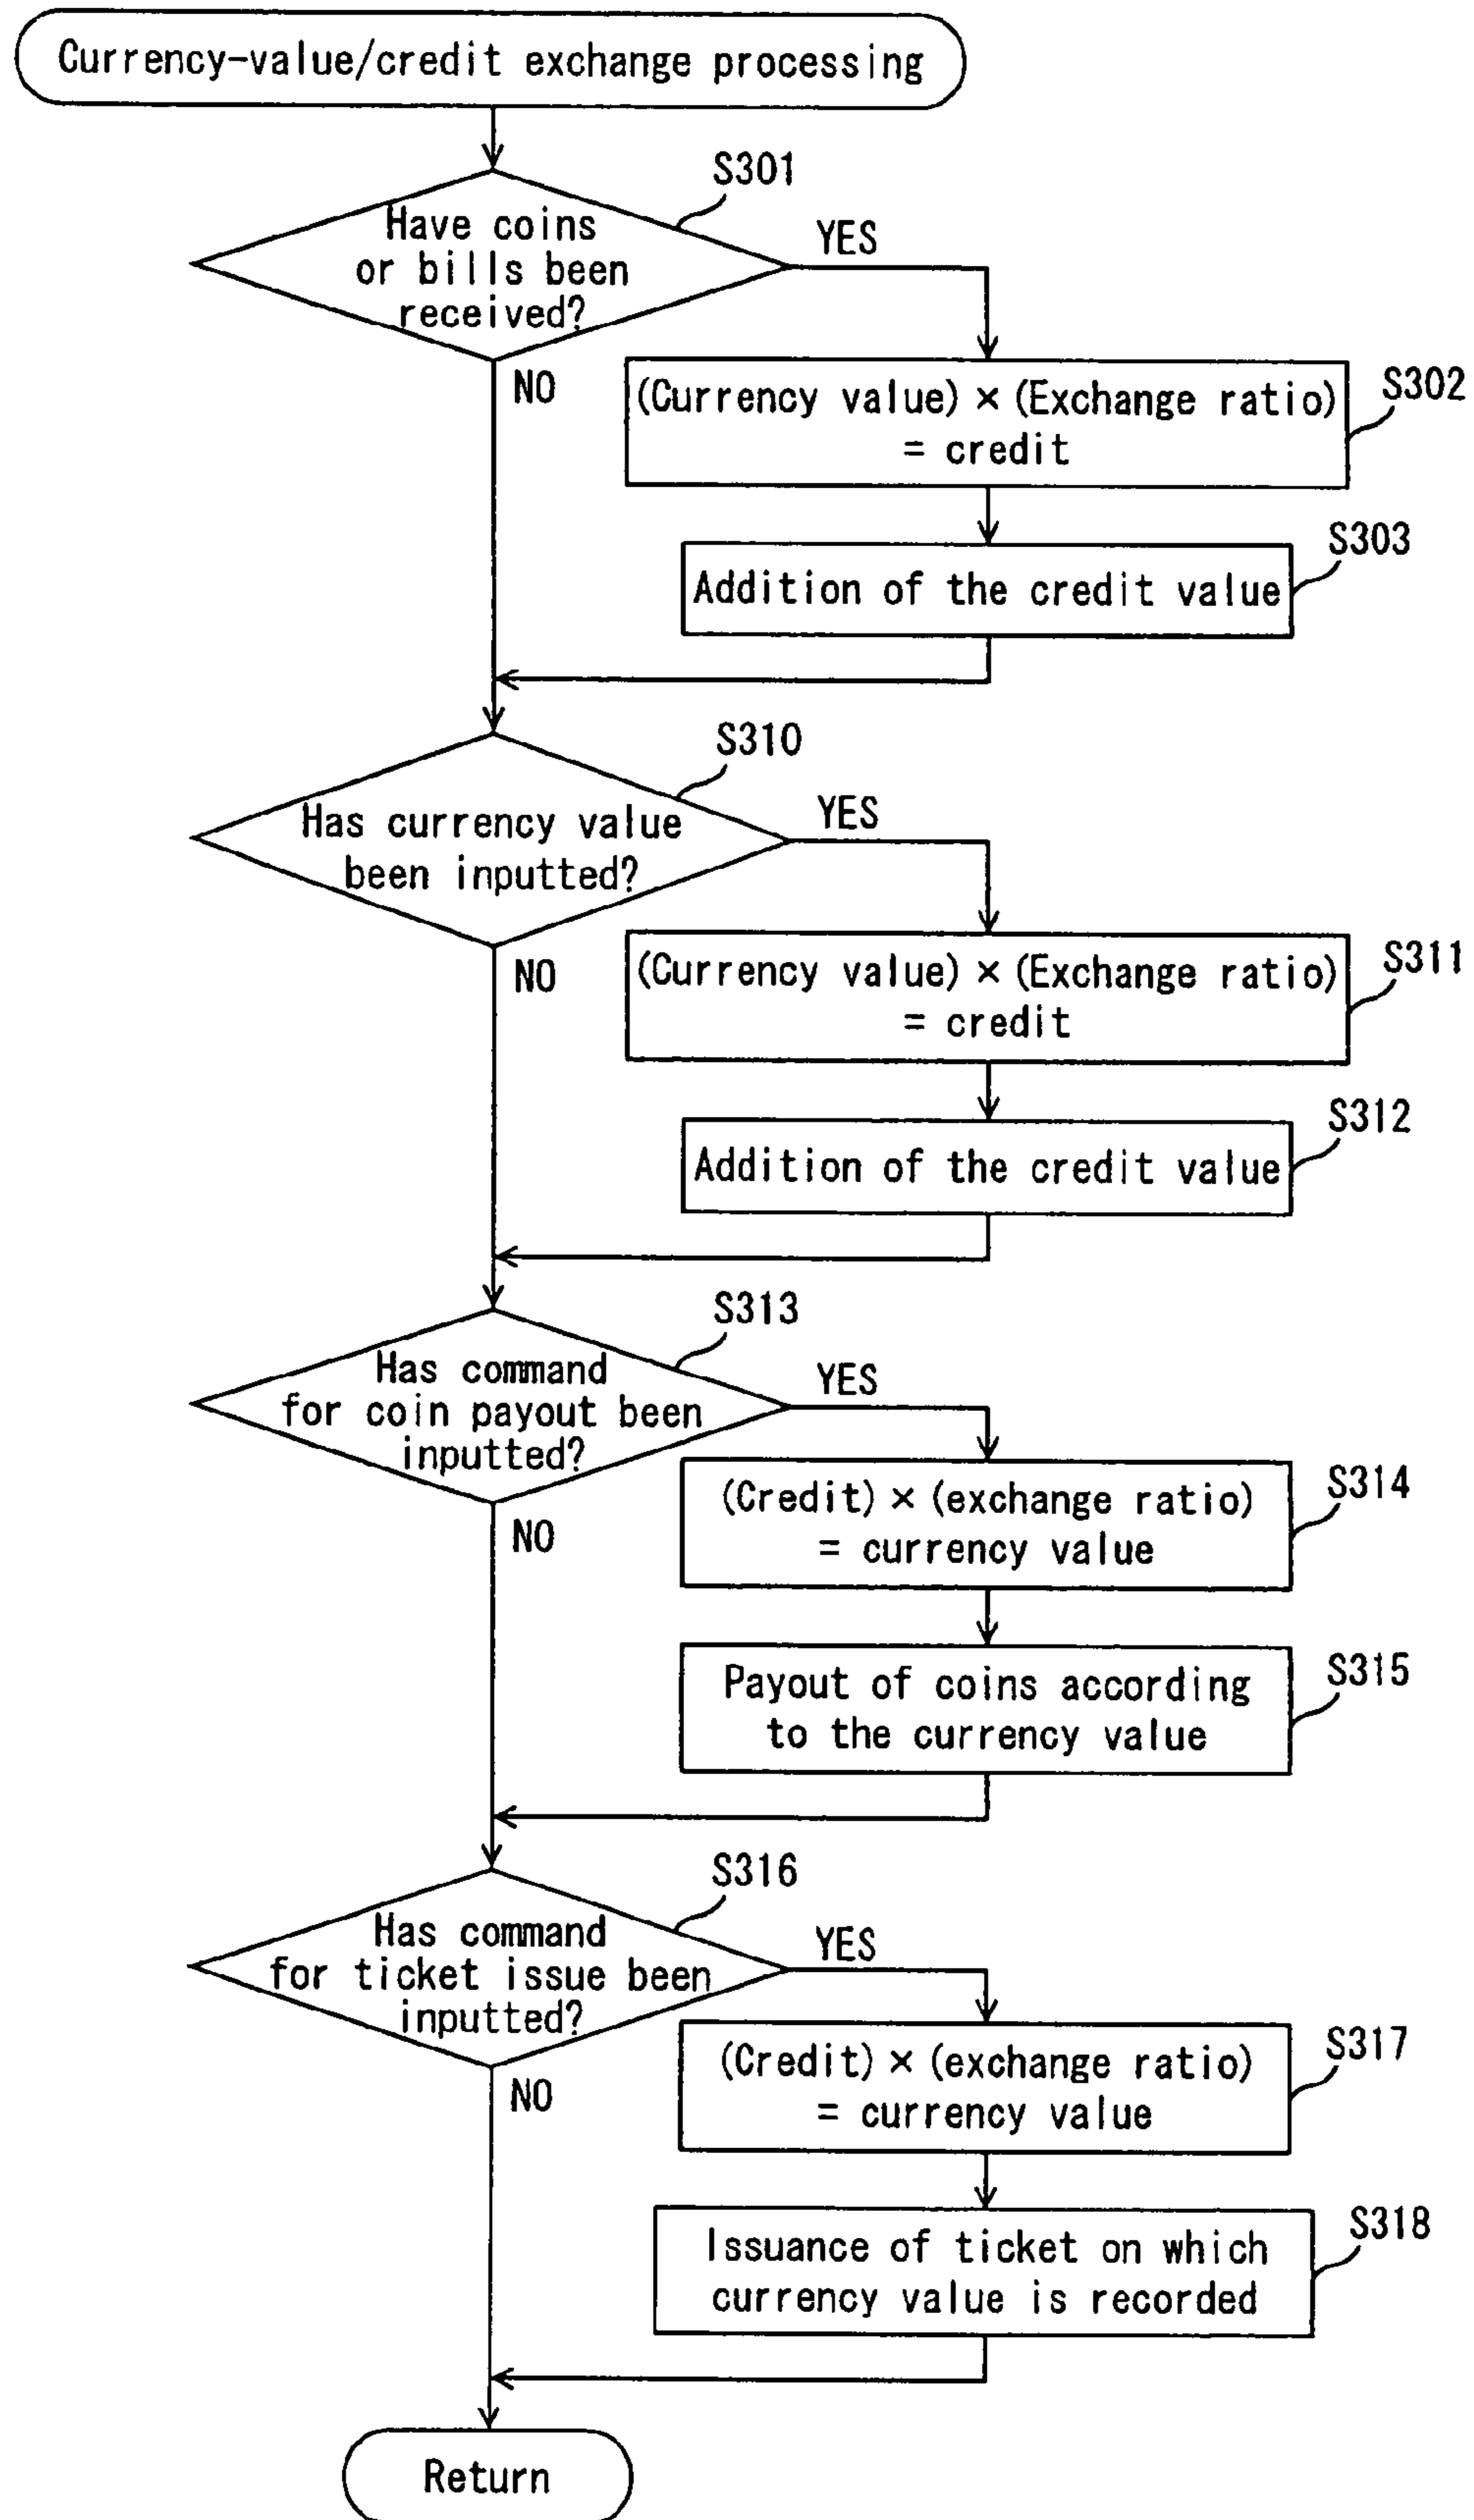 Currency-value/credit exchange processing
S301
Have coins
or bills been
received?
YES
NO
(Currency value) × (Exchange ratio)
= credit
S302
Addition of the credit value
S303
S310
Has currency value
been inputted?
YES
NO
(Currency value) × (Exchange ratio)
= credit
S311
Addition of the credit value
S312
S313
Has command
for coin payout been
inputted?
YES
NO
(Credit) × (exchange ratio)
= currency value
S314
Payout of coins according
to the currency value
S315
S316
Has command
for ticket issue been
inputted?
YES
NO
(Credit) × (exchange ratio)
= currency value
S317
Issuance of ticket on which
currency value is recorded
S318
Return